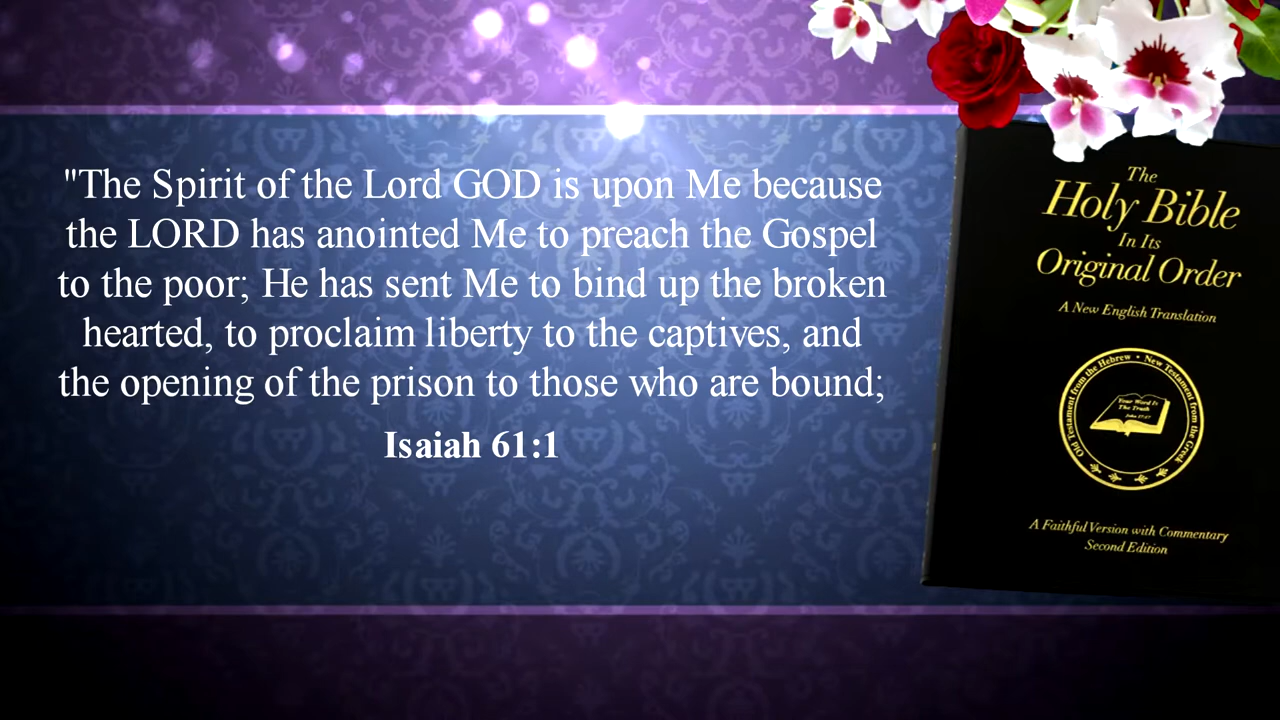 "The Spirit of the Lord GOD is upon Me because
the LORD has anointed Me to preach the Gospel
to the poor; He has sent Me to bind up the broken
hearted, to proclaim liberty to the captives, and
the opening of the prison to those who are bound;
Isaiah 61:1
The
Holy Bible
In Its
Original Order
A New English Translation
Old Testament from the Hebrew • New Testament from the Greek
Your Word Is
The Truth
John 17:17
A Faithful Version with Commentary
Second Edition